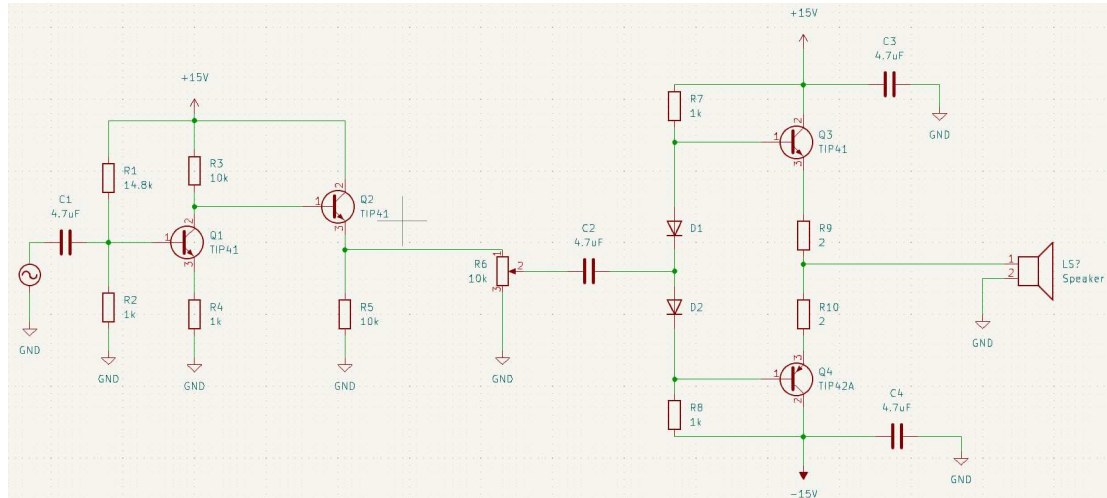 +15V
C3
4.7uF
GND
R7
1k
1
2
3
Q3
TIP41
+15V
R1
14.8k
R3
10k
C1
4.7uF
1
2
3
Q1
TIP41
1
2
3
Q2
TIP41
R2
1k
R4
1k
R5
10k
R6
10k
1
2
3
C2
4.7uF
D1
D2
R9
2
R10
2
1
2
LS?
Speaker
GND
GND
GND
GND
GND
GND
GND
1
3
2
Q4
TIP42A
R8
1k
C4
4.7uF
GND
-15V